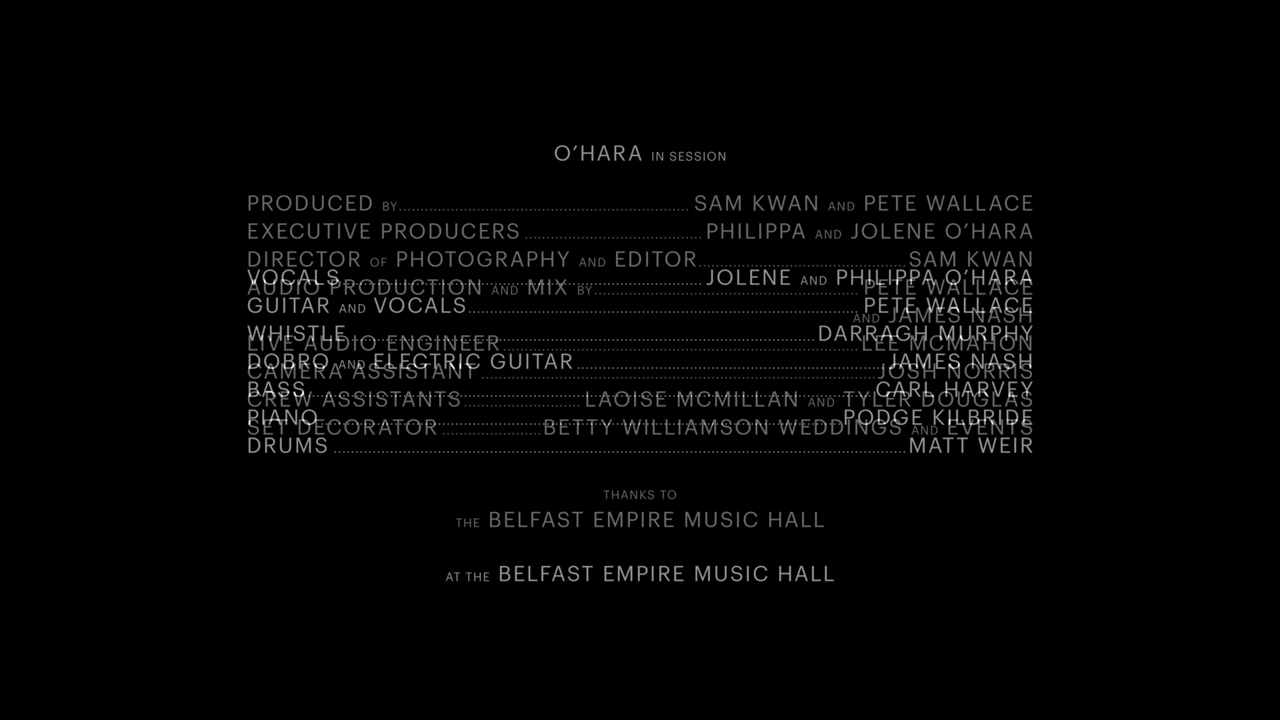 O'HARA IN SESSION
PRODUCED BY SAM KWAN AND PETE WALLACE
EXECUTIVE PRODUCERS PHILIPPA AND JOLENE O'HARA
DIRECTOR OF PHOTOGRAPHY AND EDITOR SAM KWAN
VOCALS JOLENE AND PHILIPPA O'HARA
AUDIO PRODUCTION AND MIX BY PETE WALLACE
GUITAR AND VOCALS PETE WALLACE
AND JAMES NASH
WHISTLE DARRAGH MURPHY
LIVE AUDIO ENGINEER LEE MCMAHON
DOBRO AND ELECTRIC GUITAR JAMES NASH
CAMERA ASSISTANT JOSH NORRIS
BASS CARL HARVEY
CREW ASSISTANTS LAOISE MCMILLAN AND TYLER DOUGLAS
PIANO PODGE KILBRIDE
SET DECORATOR BETTY WILLIAMSON WEDDINGS AND EVENTS
DRUMS MATT WEIR
THANKS TO
THE BELFAST EMPIRE MUSIC HALL
AT THE BELFAST EMPIRE MUSIC HALL